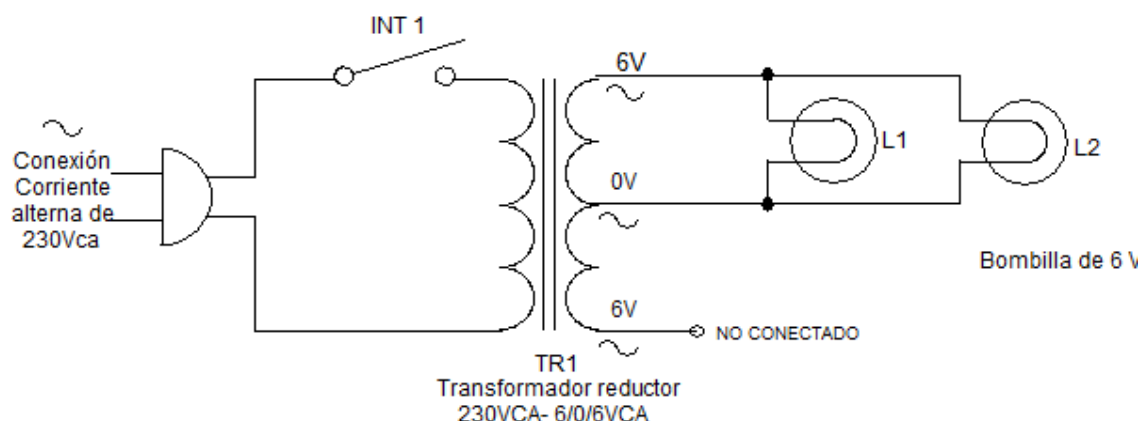 INT 1
6V
Conexión
Corriente
alterna de
230Vca
L1
L2
0V
Bombilla de 6 V
6V
NO CONECTADO
TR1
Transformador reductor
230VCA- 6/0/6VCA